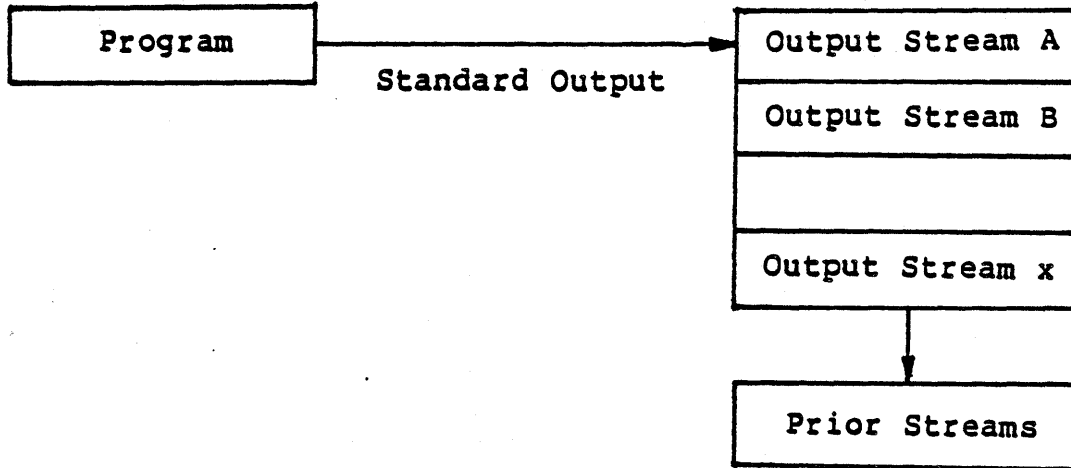 Program
Standard Output
Output Stream A
Output Stream B
Output Stream x
Prior Streams